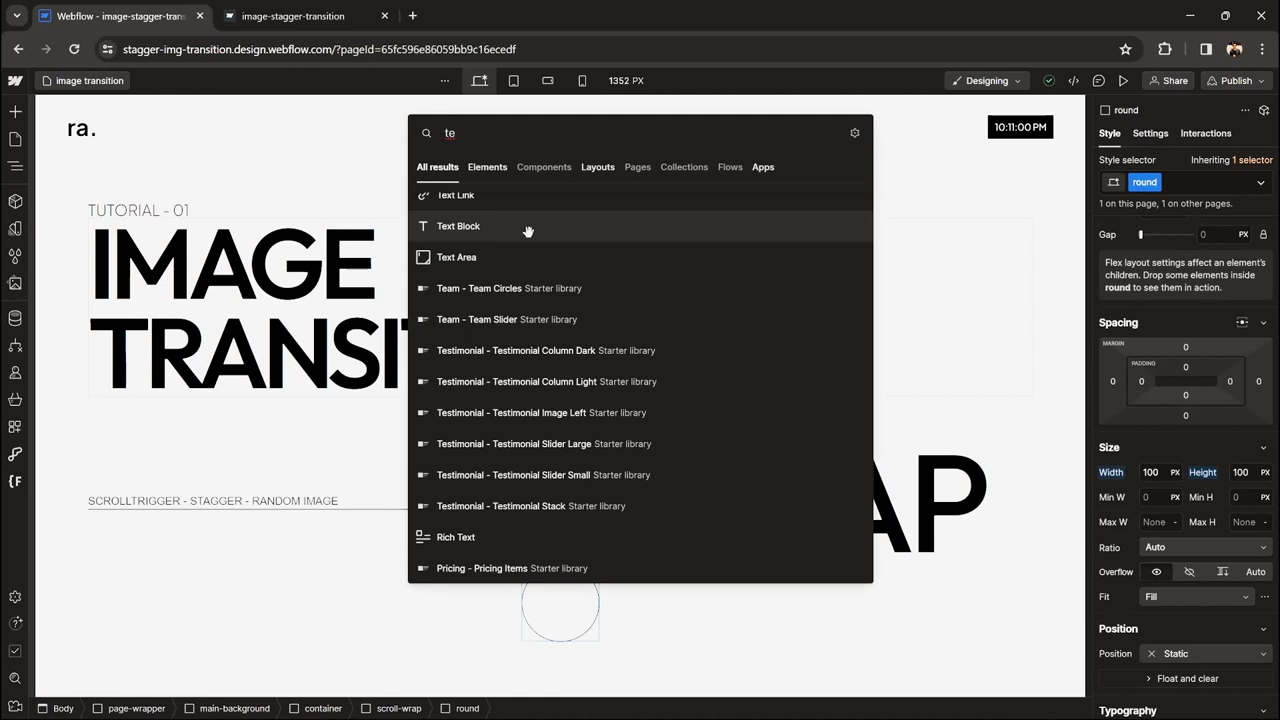 Webflow - image-stagger-trans
image-stagger-transition
stagger-img-transition.design.webflow.com/?pageId=65fc596e86059bb9c16ecedf
image transition
1352 PX
Designing
Share
Publish
ra.
10:11:00 PM
TUTORIAL - 01
IMAGE
TRANSIT
SCROLLTRIGGER - STAGGER - RANDOM IMAGE
AP
te
All results Elements Components Layouts Pages Collections Flows Apps
Text Link
Text Block
Text Area
Team - Team Circles Starter library
Team - Team Slider Starter library
Testimonial - Testimonial Column Dark Starter library
Testimonial - Testimonial Column Light Starter library
Testimonial - Testimonial Image Left Starter library
Testimonial - Testimonial Slider Large Starter library
Testimonial - Testimonial Slider Small Starter library
Testimonial - Testimonial Stack Starter library
Rich Text
Pricing - Pricing Items Starter library
round
Style Settings Interactions
Style selector Inheriting 1 selector
round
1 on this page, 1 on other pages.
Gap 0 PX
Flex layout settings affect an element's
children. Drop some elements inside
round to see them in action.
Spacing
MARGIN 0
PADDING 0
0 0 0 0
0
0
Size
Width 100 PX Height 100 PX
Min W 0 PX Min H 0 PX
Max W None - Max H None -
Ratio Auto
Overflow Auto
Fit Fill
Position
Position Static
Float and clear
Typography
Body page-wrapper main-background container scroll-wrap round